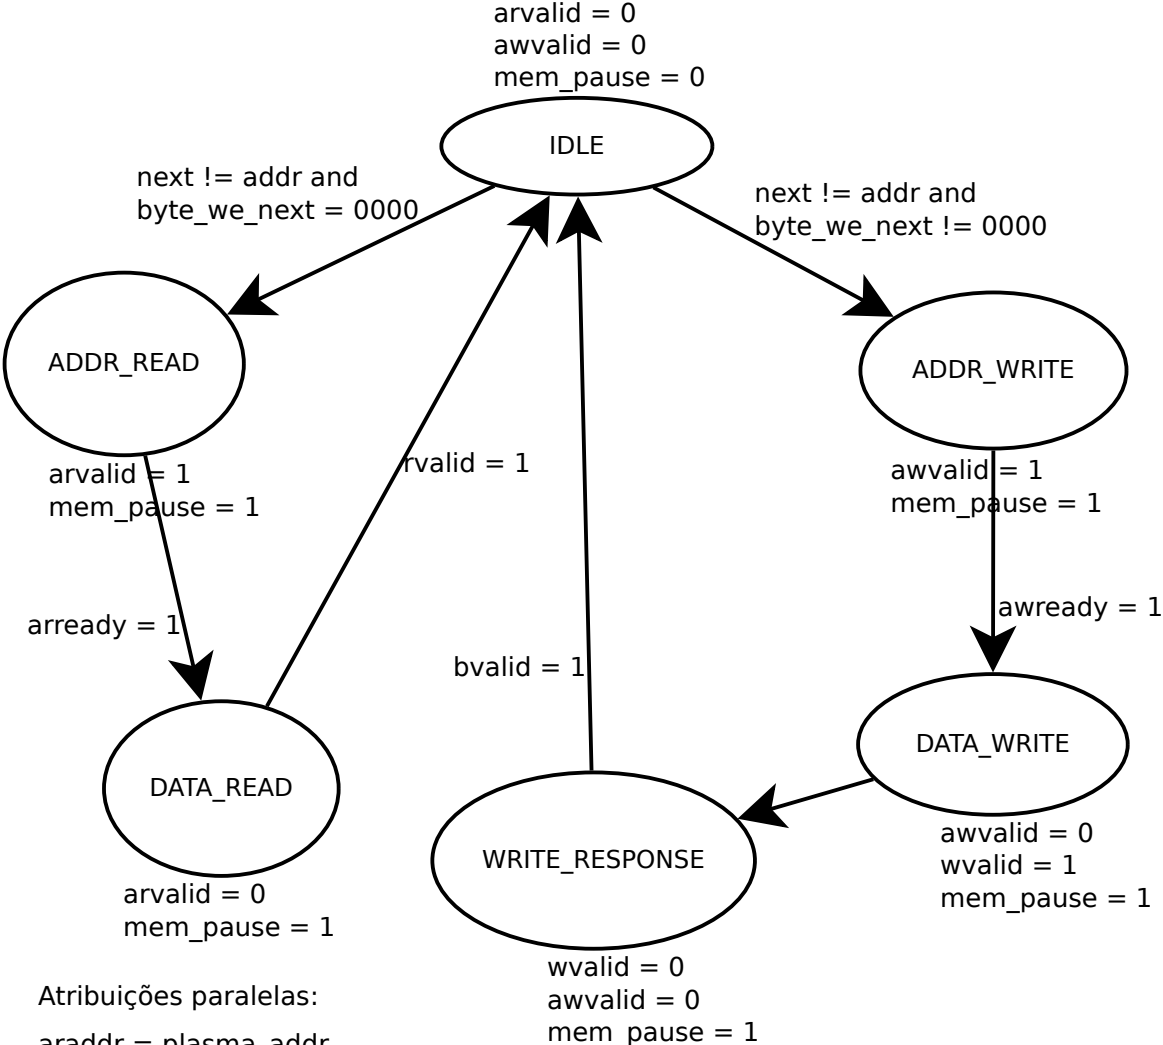 arvalid = 0
awvalid = 0
mem_pause = 0
IDLE
next != addr and
byte_we_next = 0000
next != addr and
byte_we_next != 0000
ADDR_READ
ADDR_WRITE
arvalid = 1
mem_pause = 1
rvalid = 1
awvalid = 1
mem_pause = 1
arready = 1
awready = 1
bvalid = 1
DATA_READ
DATA_WRITE
WRITE_RESPONSE
arvalid = 0
mem_pause = 1
awvalid = 0
wvalid = 1
mem_pause = 1
wvalid = 0
awvalid = 0
mem_pause = 1
Atribuições paralelas:
araddr = plasma_addr